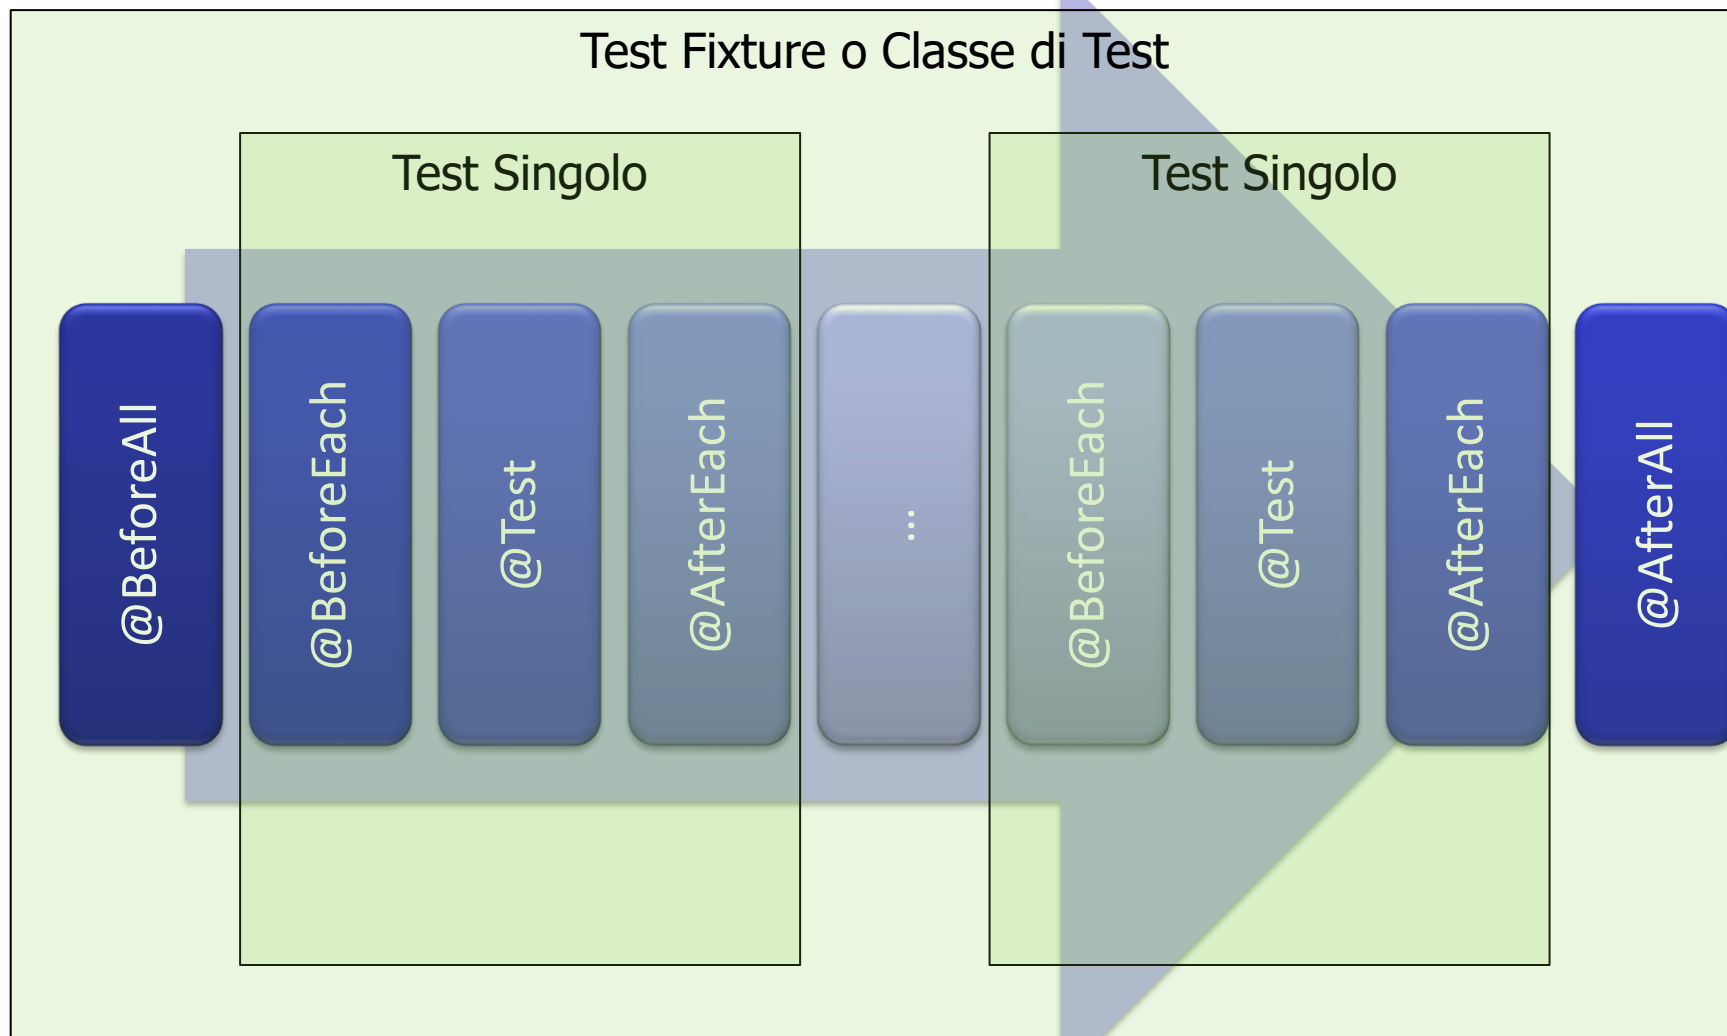 Test Fixture o Classe di Test
Test Singolo
Test Singolo
@BeforeAll
@BeforeEach
@Test
@AfterEach
...
@BeforeEach
@Test
@AfterEach
@AfterAll